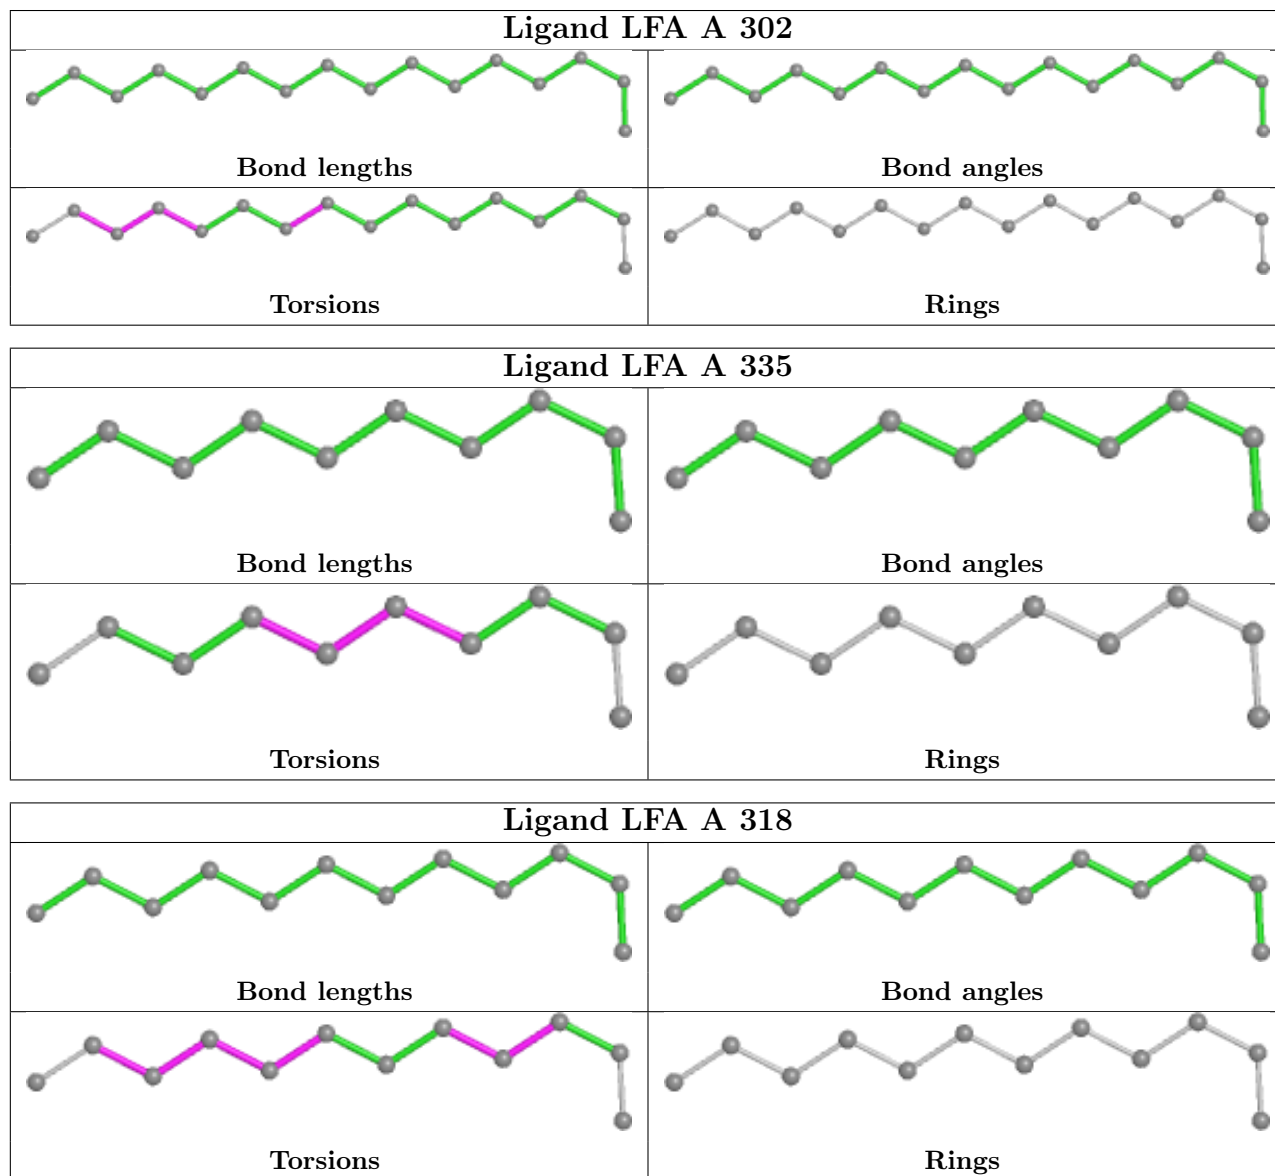 Ligand LFA A 302
Bond lengths
Bond angles
Torsions
Rings
Ligand LFA A 335
Bond lengths
Bond angles
Torsions
Rings
Ligand LFA A 318
Bond lengths
Bond angles
Torsions
Rings